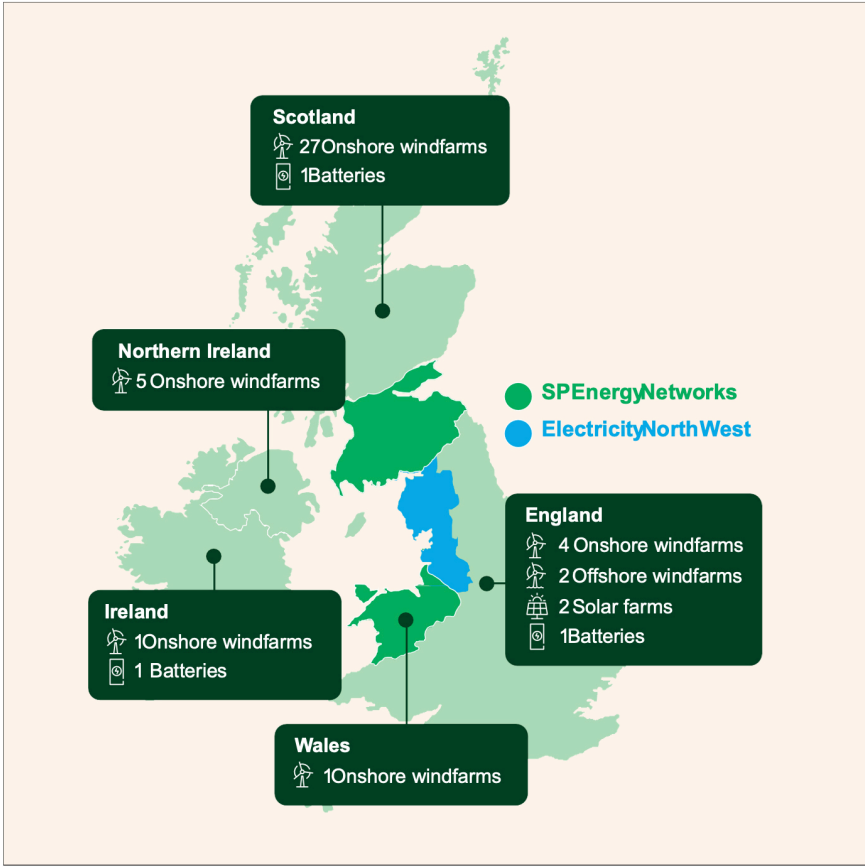 Scotland
27Onshore windfarms
1Batteries
Northern Ireland
5 Onshore windfarms
SPEnergyNetworks
ElectricityNorthWest
England
4 Onshore windfarms
2 Offshore windfarms
2 Solar farms
1Batteries
Ireland
1Onshore windfarms
1 Batteries
Wales
1Onshore windfarms